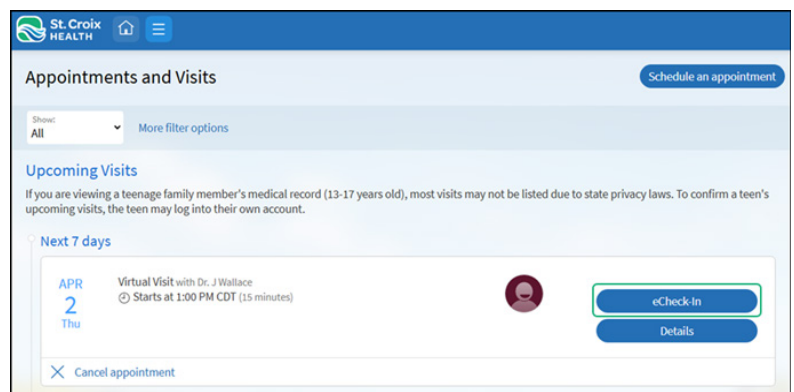 St. Croix
HEALTH
Appointments and Visits
Schedule an appointment
Show:
All
More filter options
Upcoming Visits
If you are viewing a teenage family member's medical record (13-17 years old), most visits may not be listed due to state privacy laws. To confirm a teen's
upcoming visits, the teen may log into their own account.
Next 7 days
APR
2
Thu
Virtual Visit with Dr. J Wallace
Starts at 1:00 PM CDT (15 minutes)
eCheck-In
Details
Cancel appointment